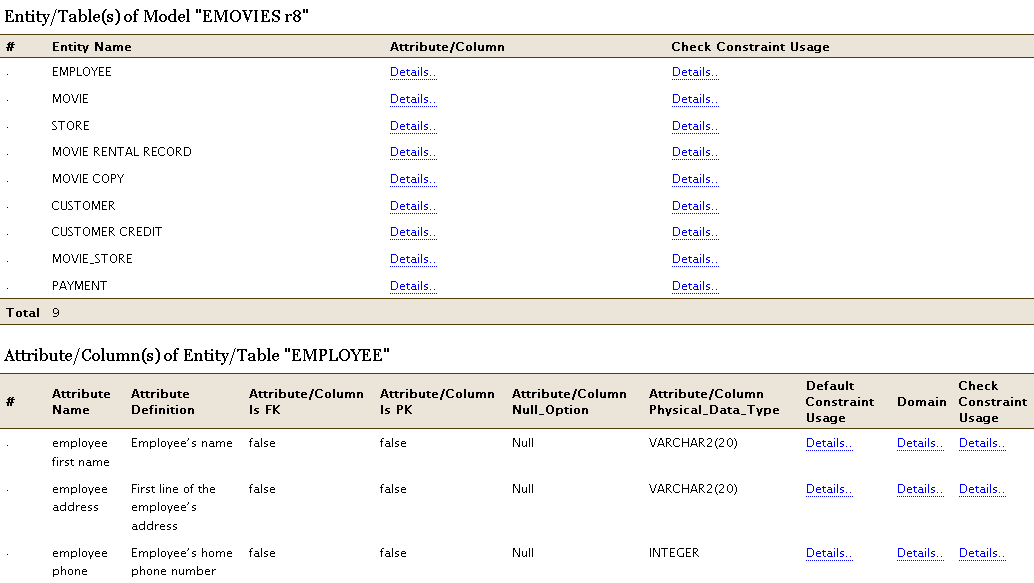 Entity/Table(s) of Model "EMOVIES r8"
# Entity Name Attribute/Column Check Constraint Usage
. EMPLOYEE Details.. Details..
. MOVIE Details.. Details..
. STORE Details.. Details..
. MOVIE RENTAL RECORD Details.. Details..
. MOVIE COPY Details.. Details..
. CUSTOMER Details.. Details..
. CUSTOMER CREDIT Details.. Details..
. MOVIE_STORE Details.. Details..
. PAYMENT Details.. Details..
Total 9
Attribute/Column(s) of Entity/Table "EMPLOYEE"
Default Check
Attribute Attribute Attribute/Column Attribute/Column Attribute/Column Attribute/Column
# Constraint Domain Constraint
Name Definition Is FK Is PK Null_Option Physical_Data_Type
Usage Usage
. employee Employee's name false false Null VARCHAR2(20) Details.. Details.. Details..
first name
. employee First line of the false false Null VARCHAR2(20) Details.. Details.. Details..
address employee's
address
. employee Employee's home false false Null INTEGER Details.. Details.. Details..
phone phone number